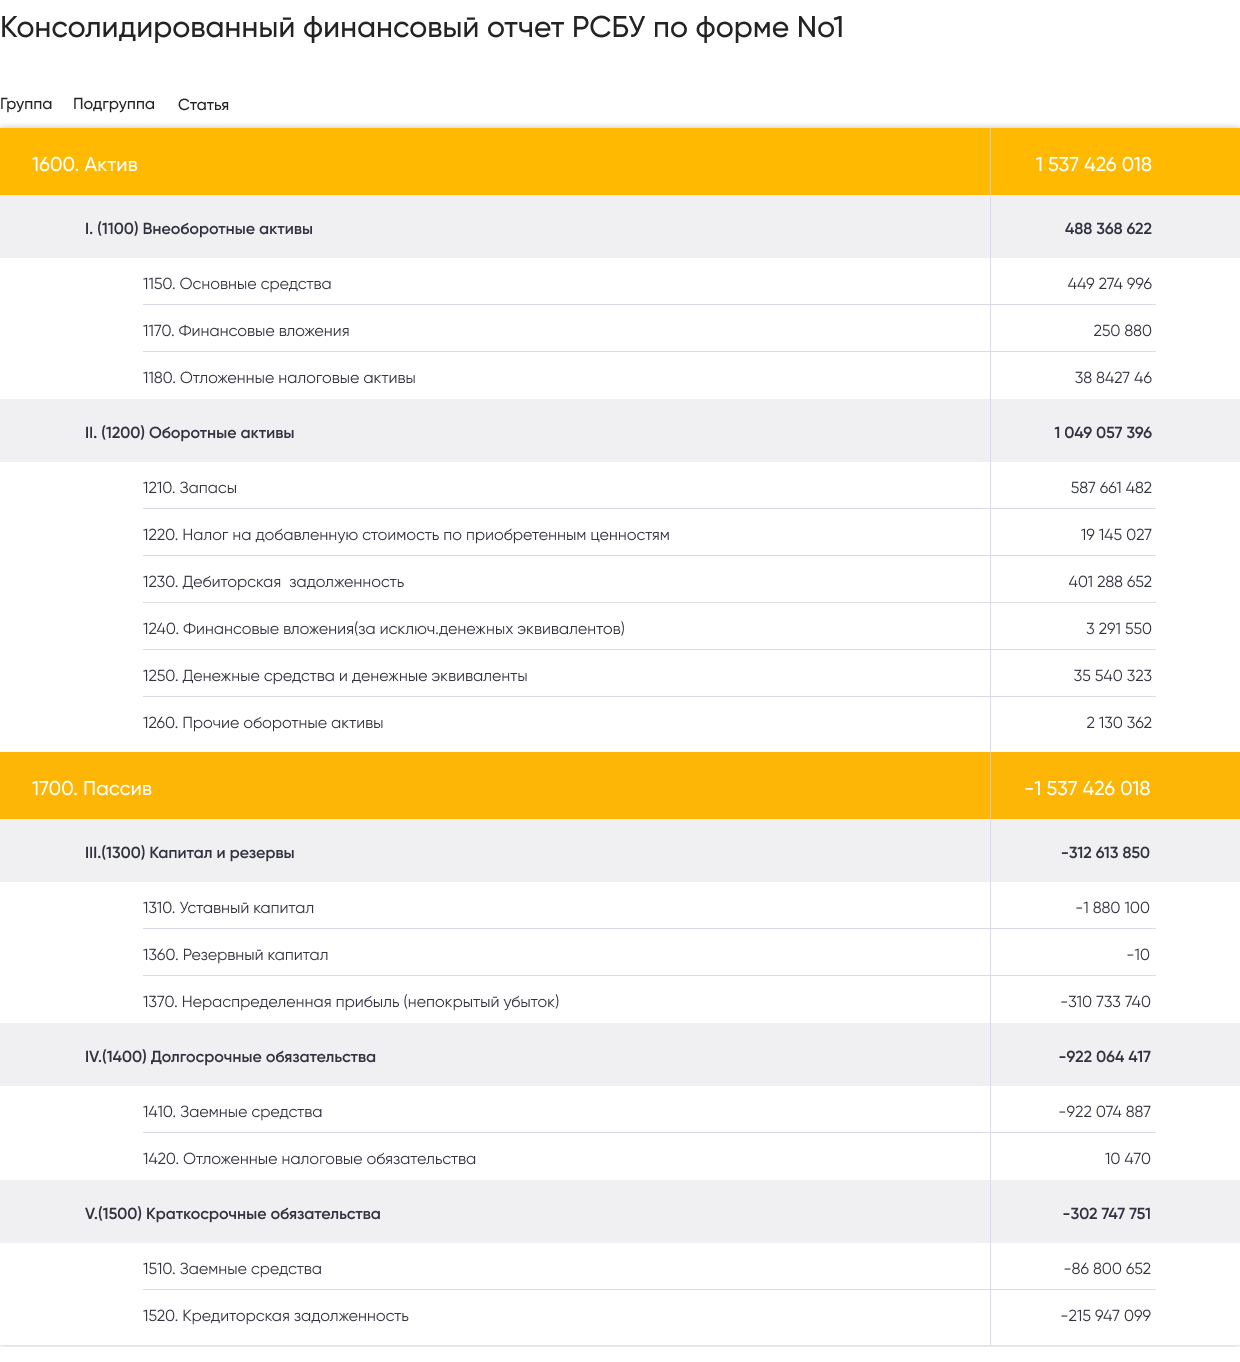 Консолидированный финансовый отчет РСБУ по форме No1
Группа Подгруппа Статья
1600. Актив 1 537 426 018
I. (1100) Внеоборотные активы 488 368 622
1150. Основные средства 449 274 996
1170. Финансовые вложения 250 880
1180. Отложенные налоговые активы 38 8427 46
II. (1200) Оборотные активы 1 049 057 396
1210. Запасы 587 661 482
1220. Налог на добавленную стоимость по приобретенным ценностям 19 145 027
1230. Дебиторская  задолженность 401 288 652
1240. Финансовые вложения(за исключ.денежных эквивалентов) 3 291 550
1250. Денежные средства и денежные эквиваленты 35 540 323
1260. Прочие оборотные активы 2 130 362
1700. Пассив -1 537 426 018
III.(1300) Капитал и резервы -312 613 850
1310. Уставный капитал -1 880 100
1360. Резервный капитал -10
1370. Нераспределенная прибыль (непокрытый убыток) -310 733 740
IV.(1400) Долгосрочные обязательства -922 064 417
1410. Заемные средства -922 074 887
1420. Отложенные налоговые обязательства 10 470
V.(1500) Краткосрочные обязательства -302 747 751
1510. Заемные средства -86 800 652
1520. Кредиторская задолженность -215 947 099